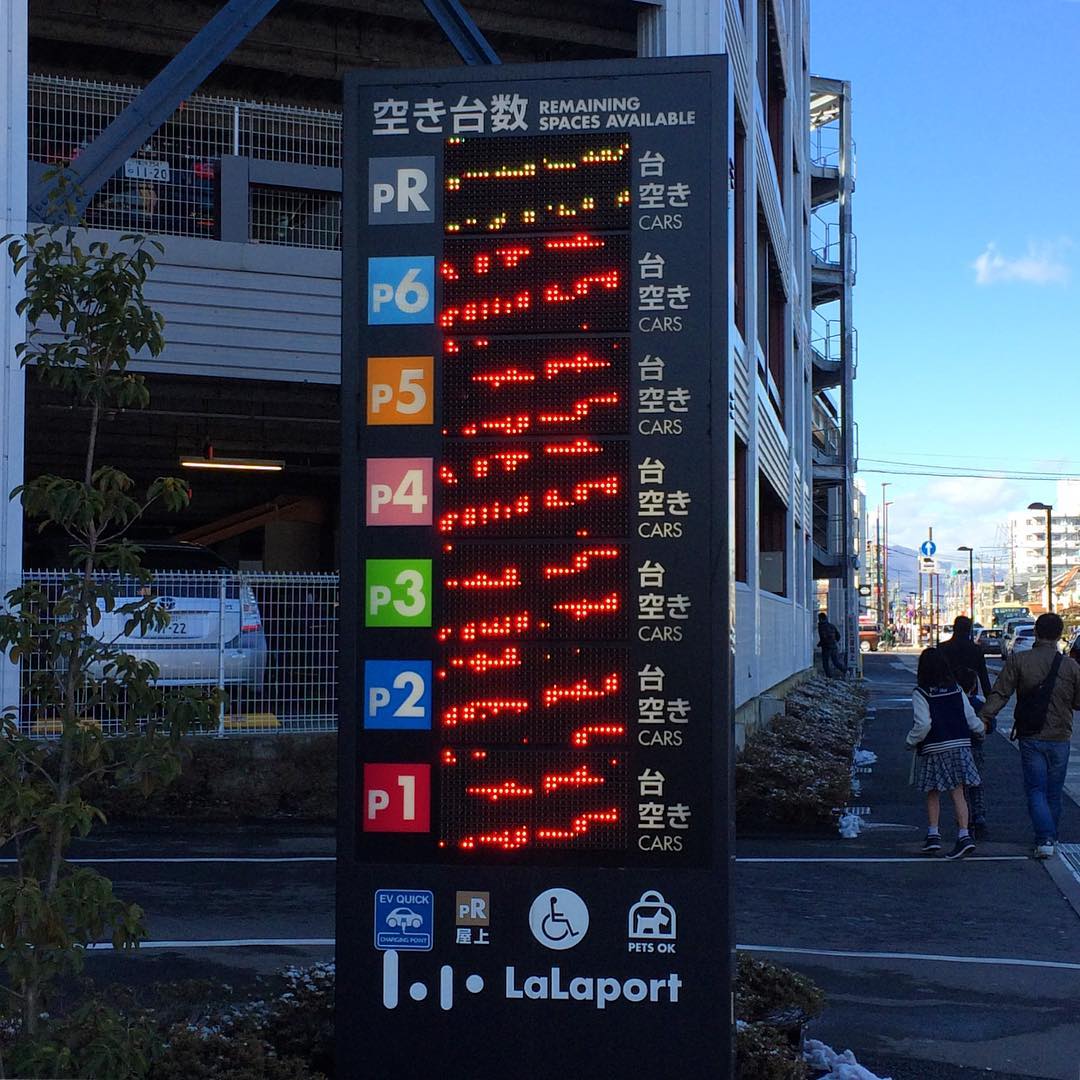 空き台数 REMAINING
SPACES AVAILABLE
PR 台
空き
CARS
P6 台
空き
CARS
P5 台
空き
CARS
P4 台
空き
CARS
P3 台
空き
CARS
P2 台
空き
CARS
P1 台
空き
CARS
EV QUICK
CHARGING POINT
PR
屋上
PETS OK
LaLaport
11-20